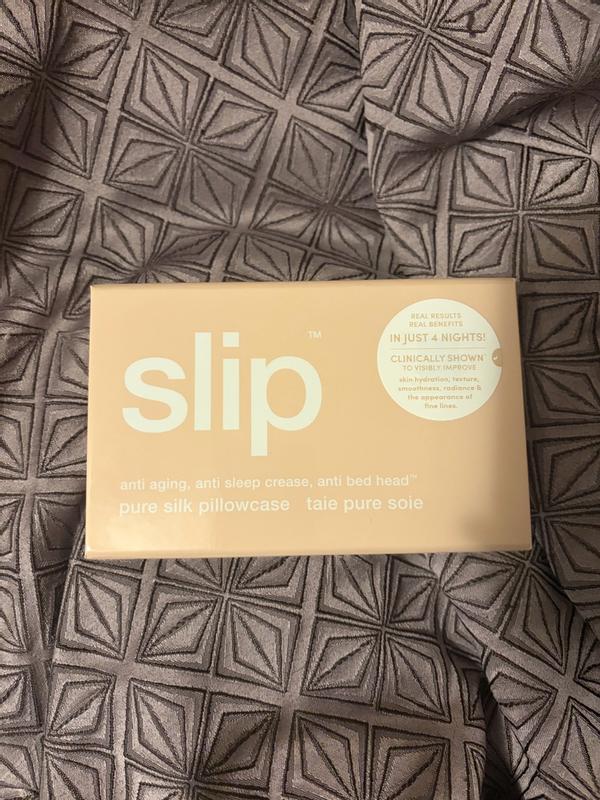 slip™
REAL RESULTS
REAL BENEFITS
IN JUST 4 NIGHTS!
CLINICALLY SHOWN
TO VISIBLY IMPROVE
skin hydration, texture,
smoothness, radiance &
the appearance of
fine lines.
anti aging, anti sleep crease, anti bed head™
pure silk pillowcase taie pure soie